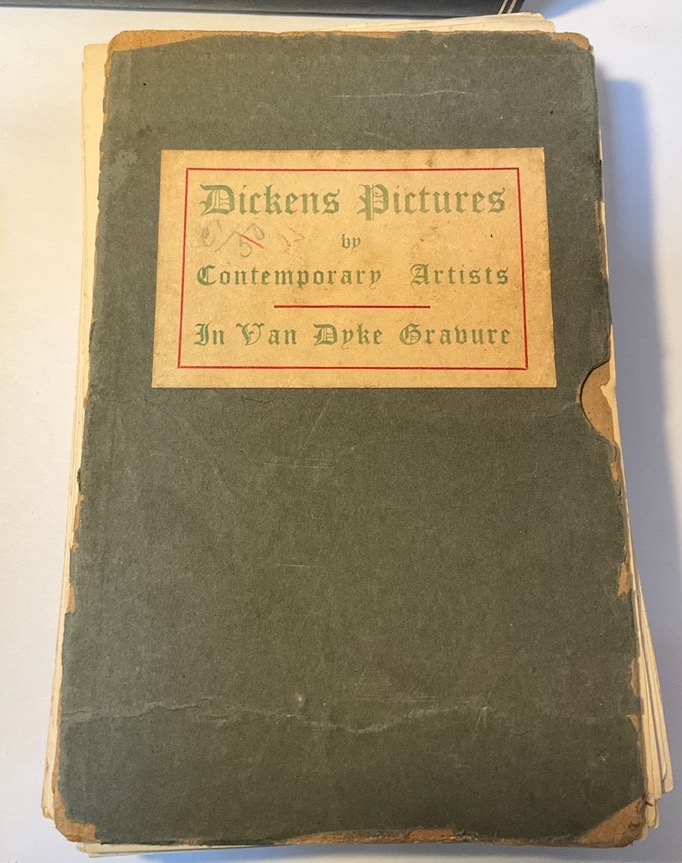 Dickens Pictures
by
Contemporary Artists
In Van Dyke Gravure